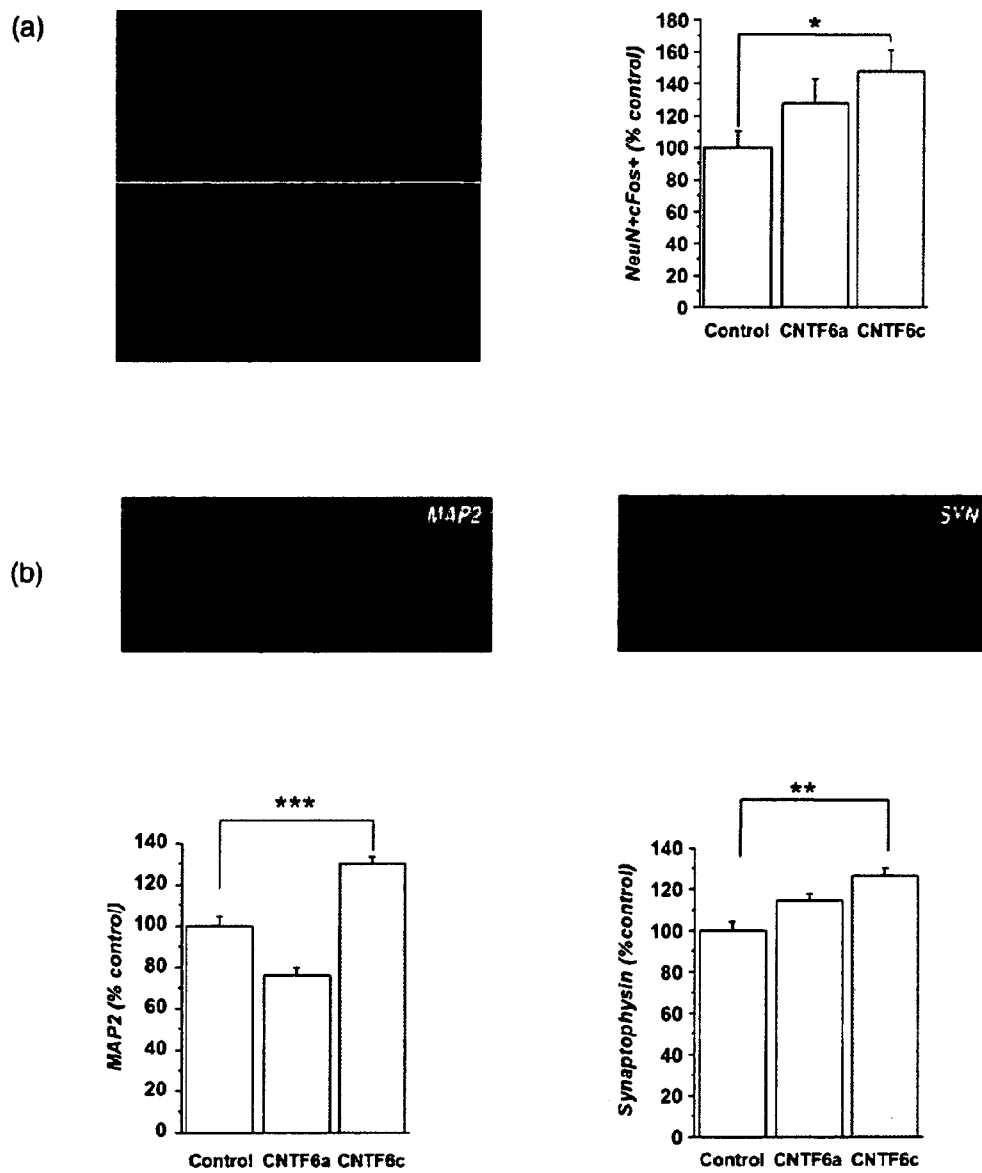 (a)
*
180
160
140
120
100
80
60
40
20
0
NeuN+cFos+ (% control)
Control CNTF6a CNTF6c
(b)
MAP2
SYN
***
140
120
100
80
60
40
20
0
MAP2 (% control)
Control CNTF6a CNTF6c
**
140
120
100
80
60
40
20
0
Synaptophysin (%control)
Control CNTF6a CNTF6c